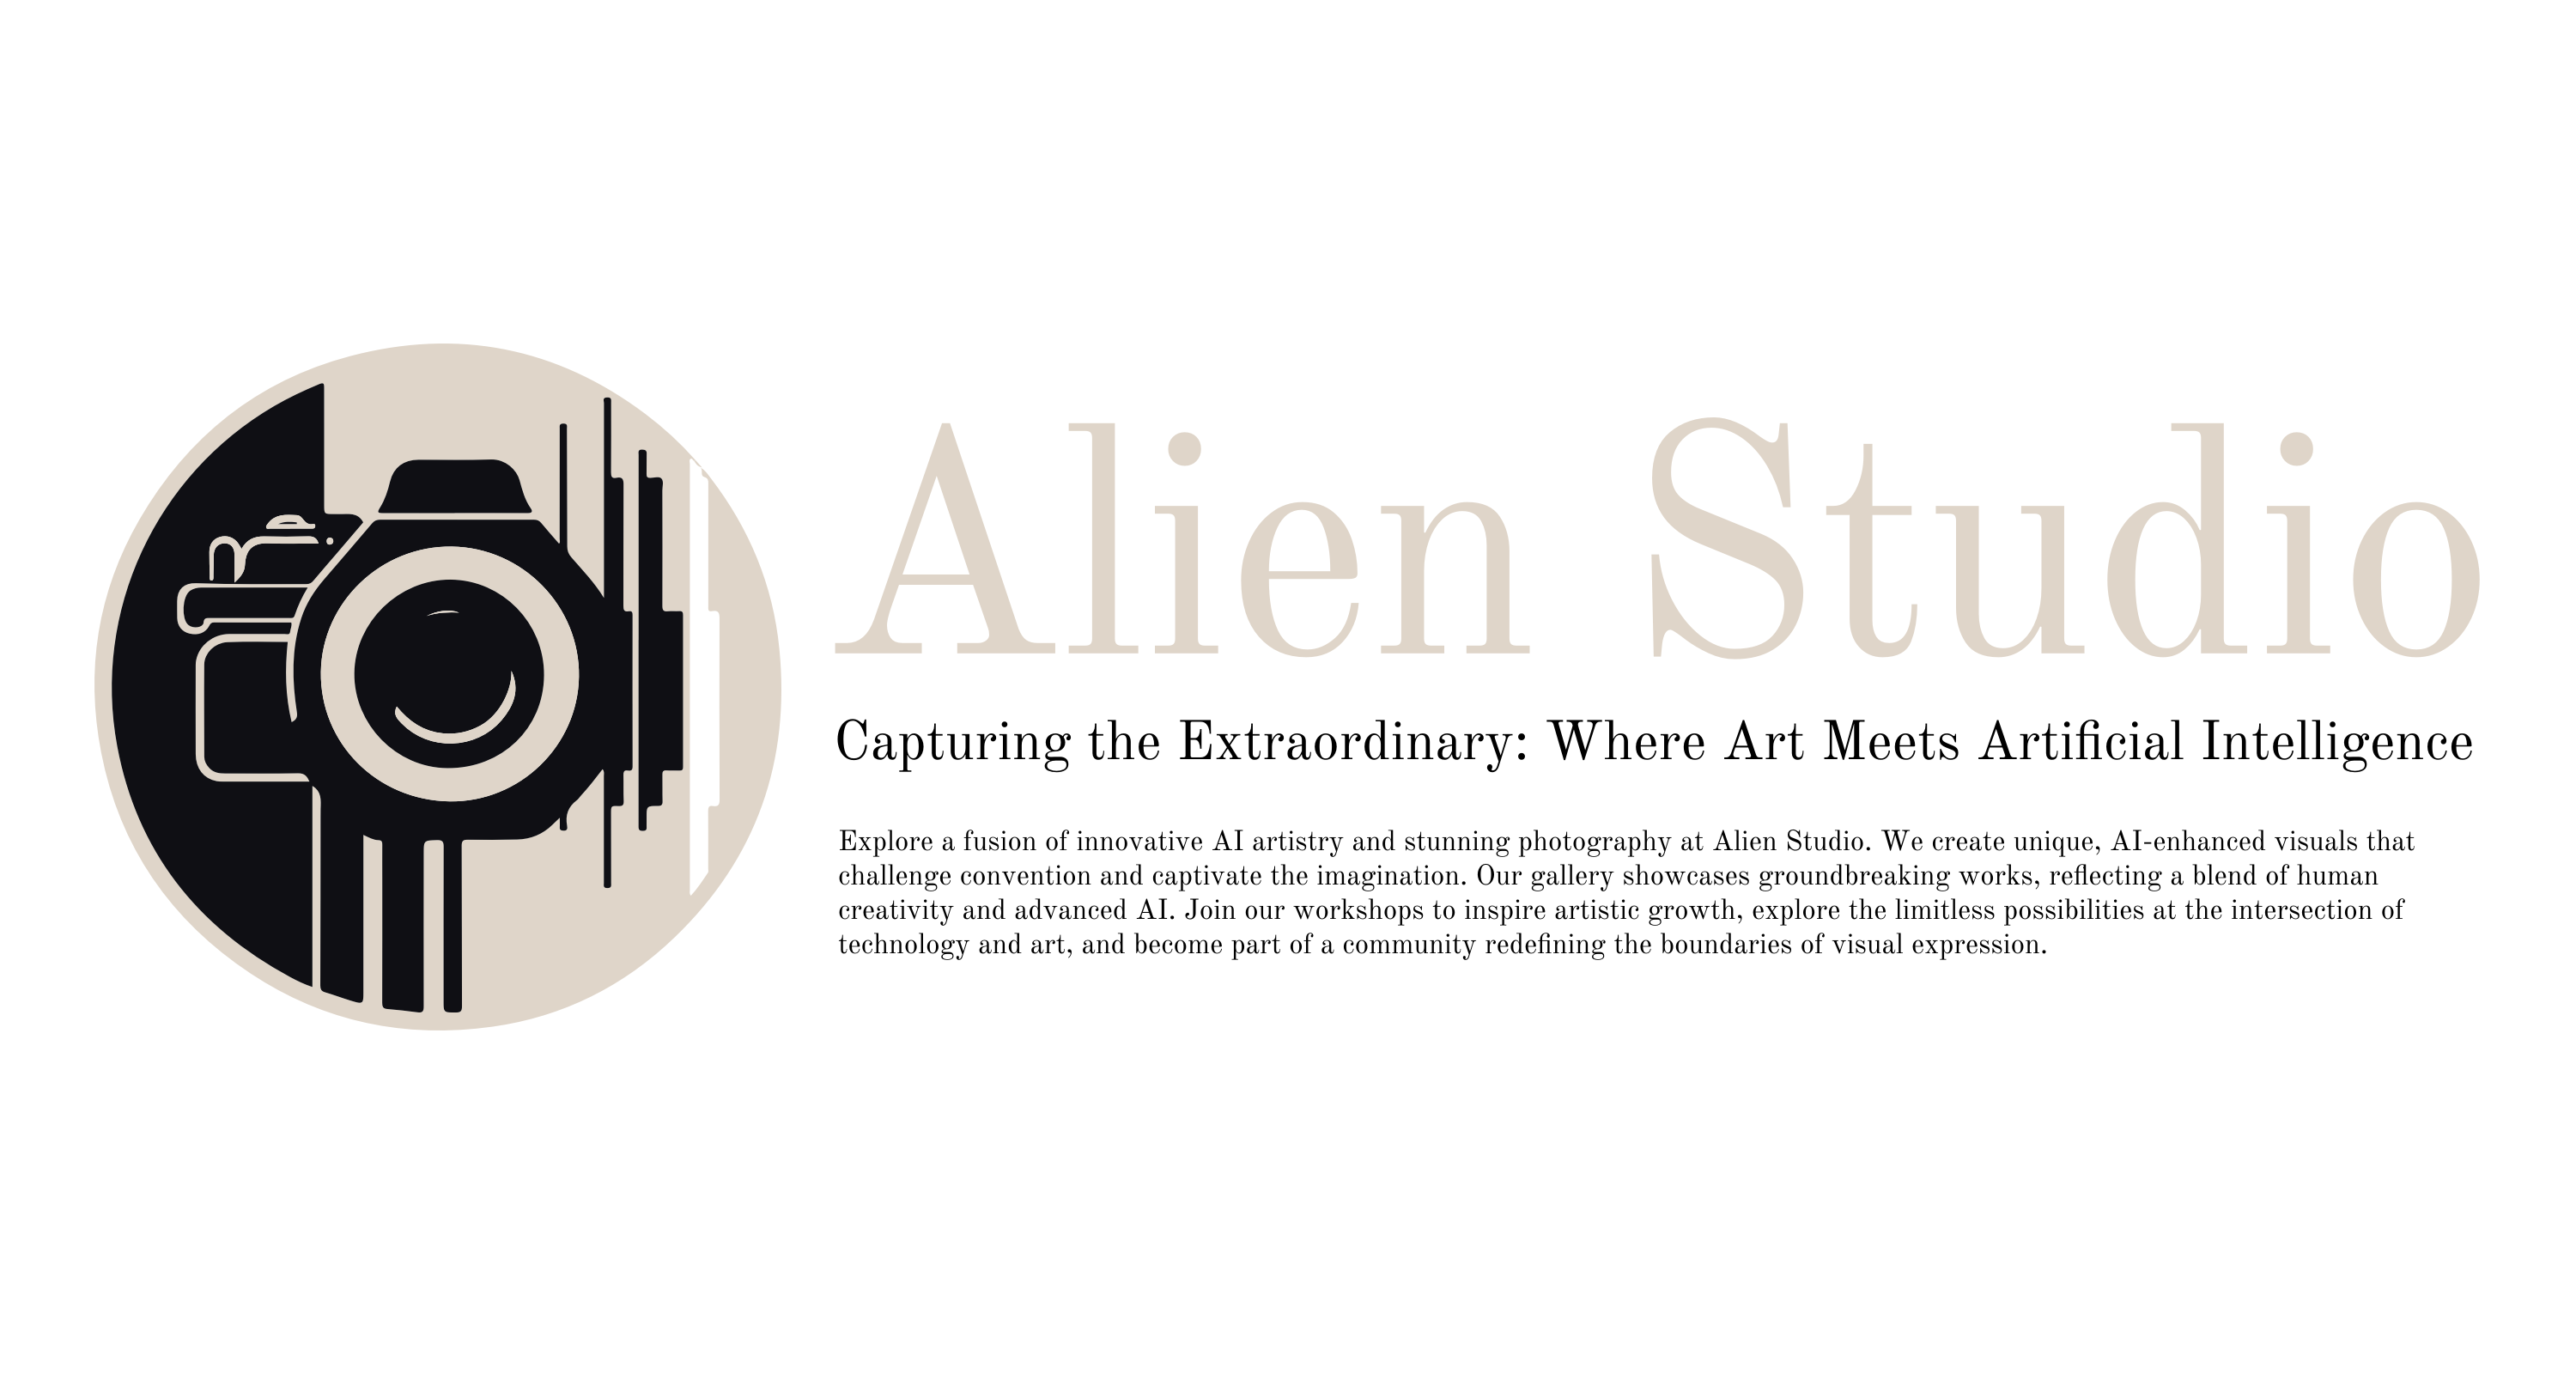 Alien Studio
Capturing the Extraordinary: Where Art Meets Artificial Intelligence
Explore a fusion of innovative AI artistry and stunning photography at Alien Studio. We create unique, AI-enhanced visuals that
challenge convention and captivate the imagination. Our gallery showcases groundbreaking works, reflecting a blend of human
creativity and advanced AI. Join our workshops to inspire artistic growth, explore the limitless possibilities at the intersection of
technology and art, and become part of a community redefining the boundaries of visual expression.